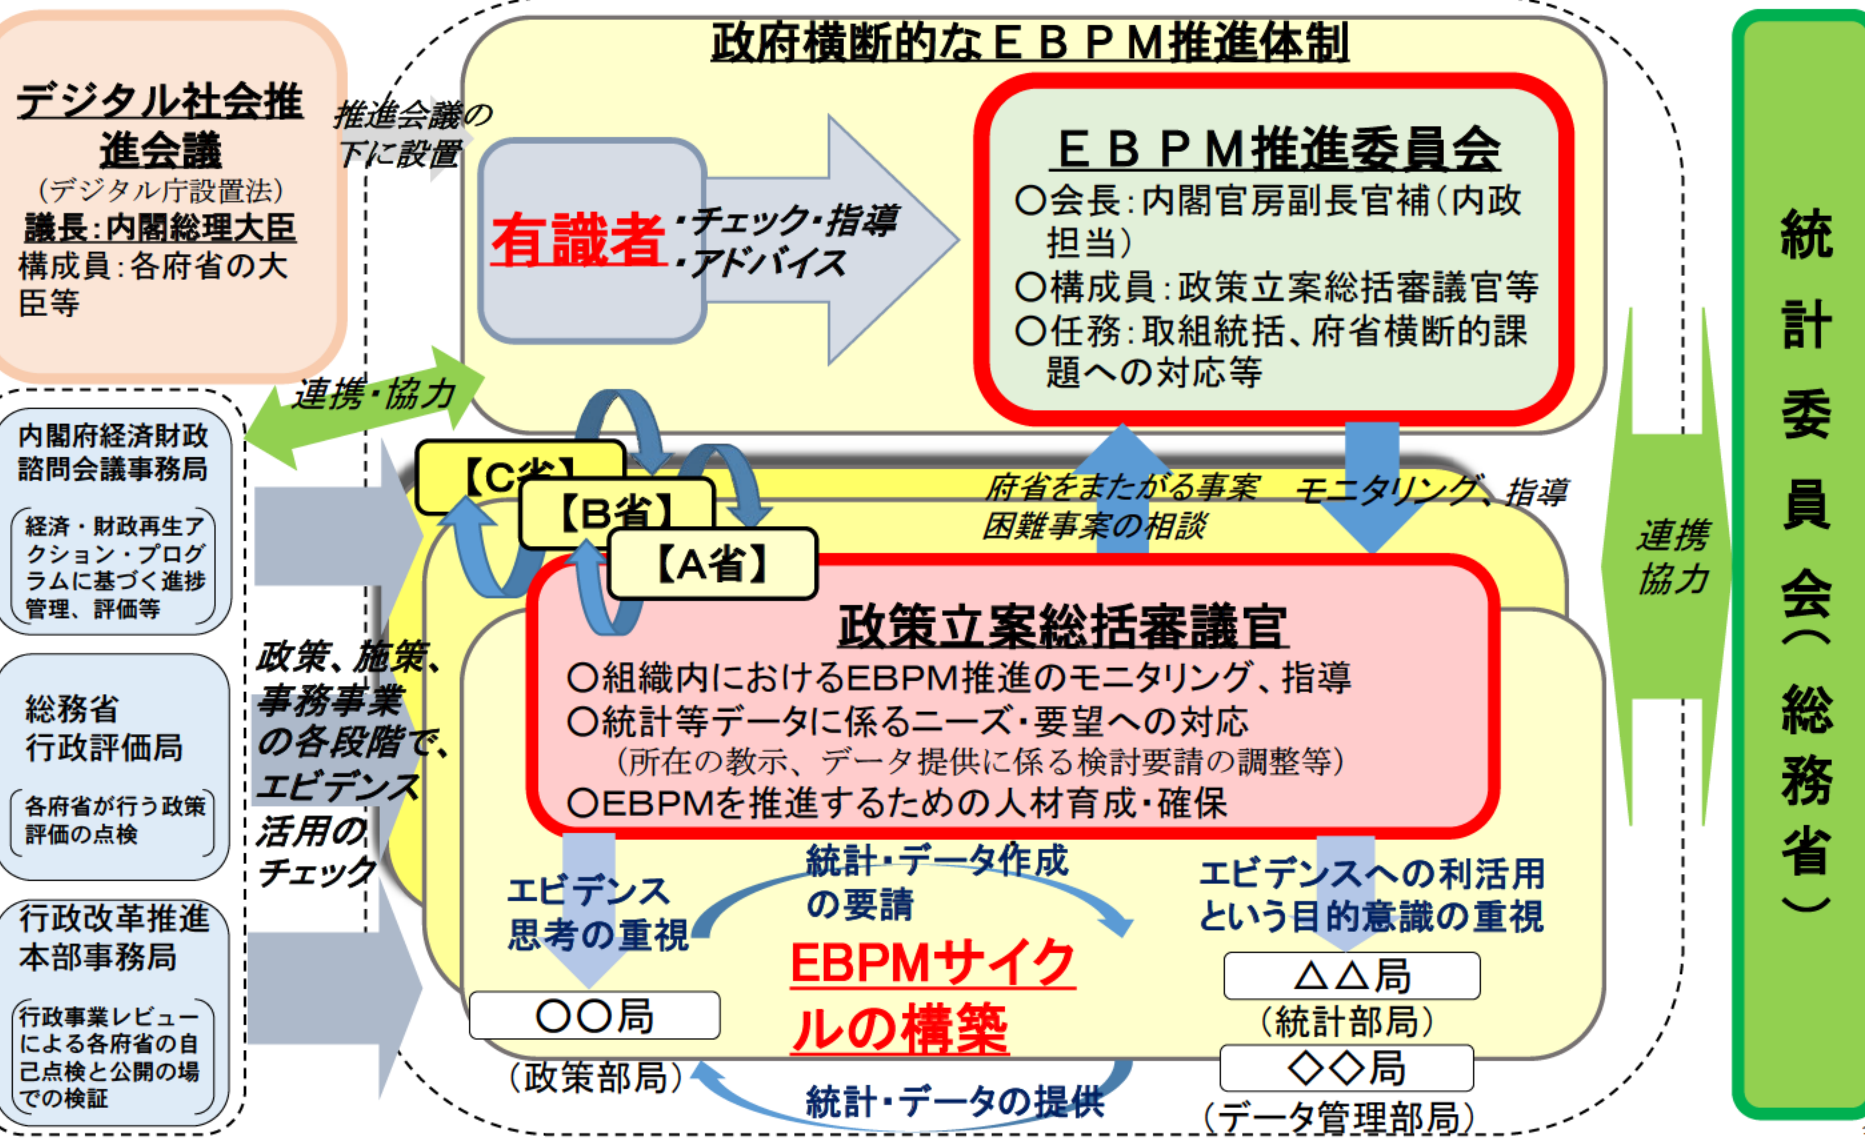 政府横断的なＥＢＰＭ推進体制
デジタル社会推
進会議
（デジタル庁設置法）
議長：内閣総理大臣
構成員：各府省の大
臣等
推進会議の
下に設置
有識者
・チェック・指導
・アドバイス
ＥＢＰＭ推進委員会
○会長：内閣官房副長官補（内政
担当）
○構成員：政策立案総括審議官等
○任務：取組統括、府省横断的課
題への対応等
連携・協力
内閣府経済財政
諮問会議事務局
経済・財政再生ア
クション・プログ
ラムに基づく進捗
管理、評価等
総務省
行政評価局
各府省が行う政策
評価の点検
行政改革推進
本部事務局
行政事業レビュー
による各府省の自
己点検と公開の場
での検証
政策、施策、
事務事業
の各段階で、
エビデンス
活用の
チェック
【C省】
【B省】
【A省】
府省をまたがる事案
困難事案の相談
モニタリング、指導
政策立案総括審議官
○組織内におけるEBPM推進のモニタリング、指導
○統計等データに係るニーズ・要望への対応
（所在の教示、データ提供に係る検討要請の調整等）
○EBPMを推進するための人材育成・確保
エビデンス
思考の重視
統計・データ作成
の要請
エビデンスへの利活用
という目的意識の重視
EBPMサイク
ルの構築
○○局
（政策部局）
△△局
（統計部局）
◇◇局
（データ管理部局）
統計・データの提供
連携
協力
統計委員会（総務省）